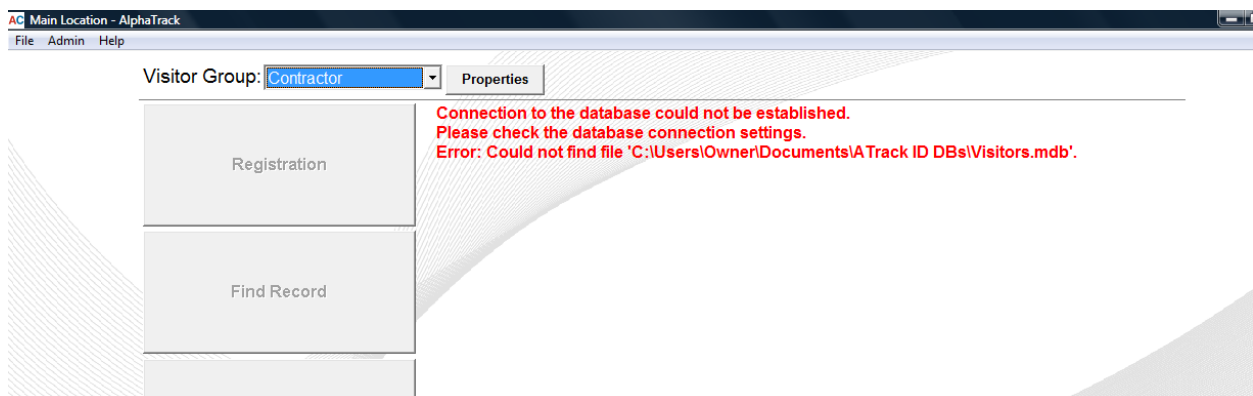 AC Main Location - AlphaTrack
File Admin Help
Visitor Group: Contractor Properties
Connection to the database could not be established.
Please check the database connection settings.
Error: Could not find file 'C:\Users\Owner\Documents\ATrack ID DBs\Visitors.mdb'.
Registration
Find Record